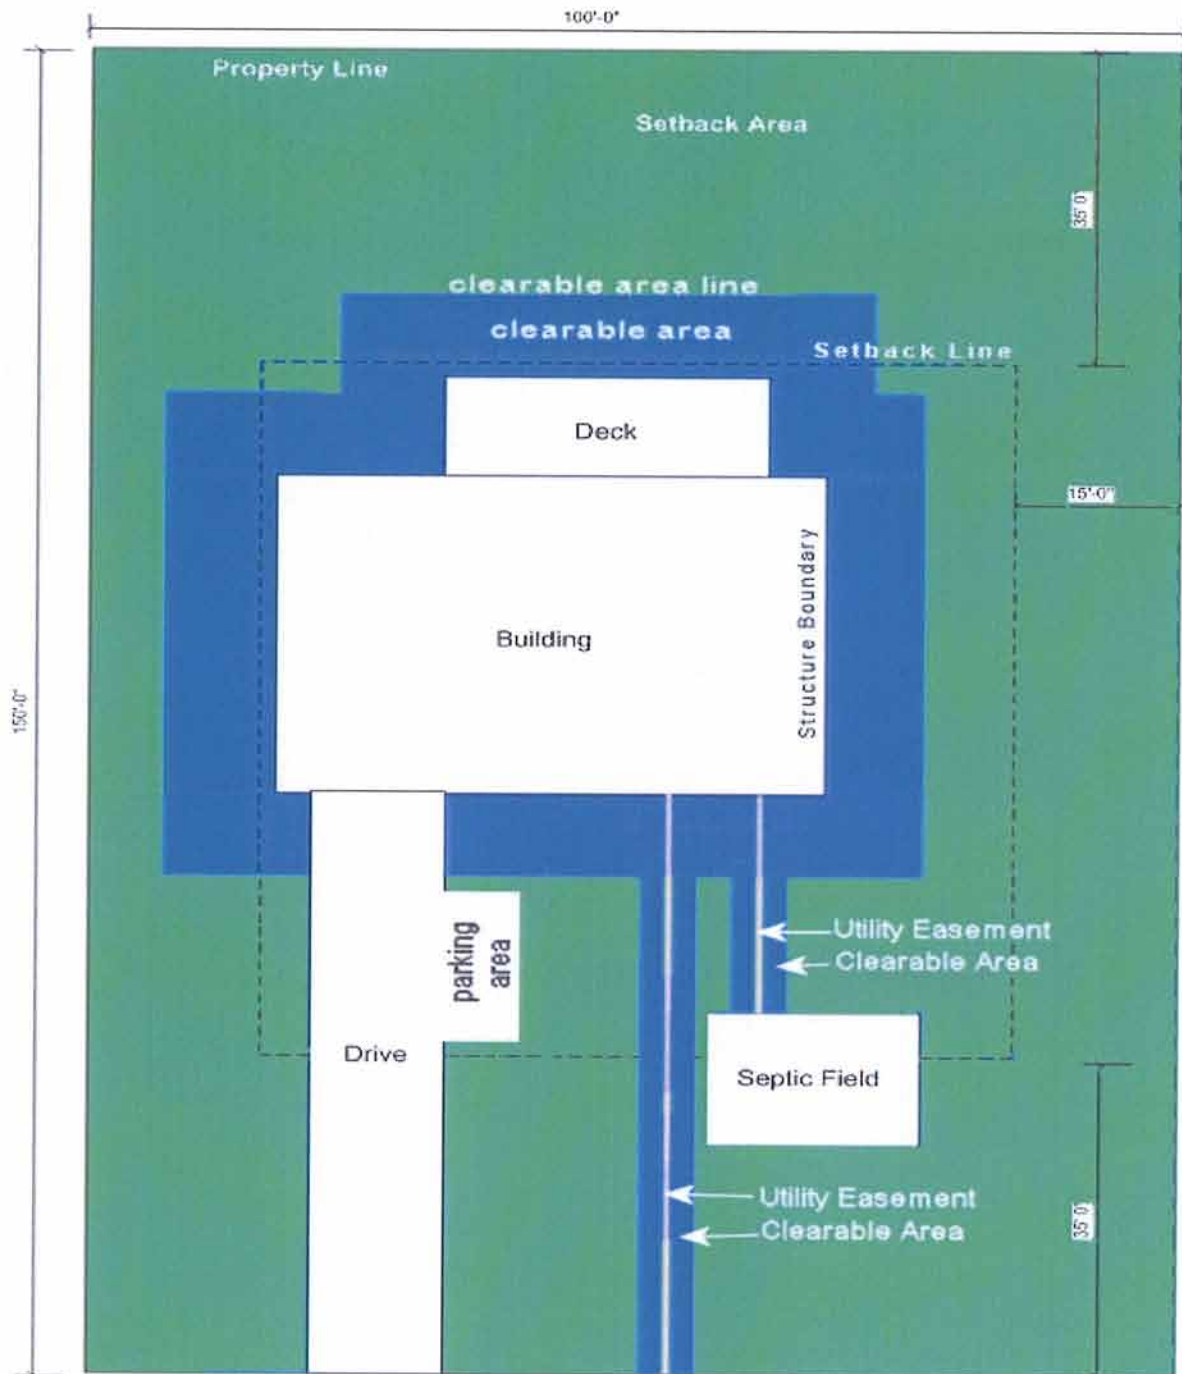 100'-0"
Property Line
Setback Area
35'0
clearable area line
clearable area
Setback Line
Deck
15'-0"
Structure Boundary
Building
150'-0"
Utility Easement
Clearable Area
parking
area
Drive
Septic Field
Utility Easement
Clearable Area
35'0